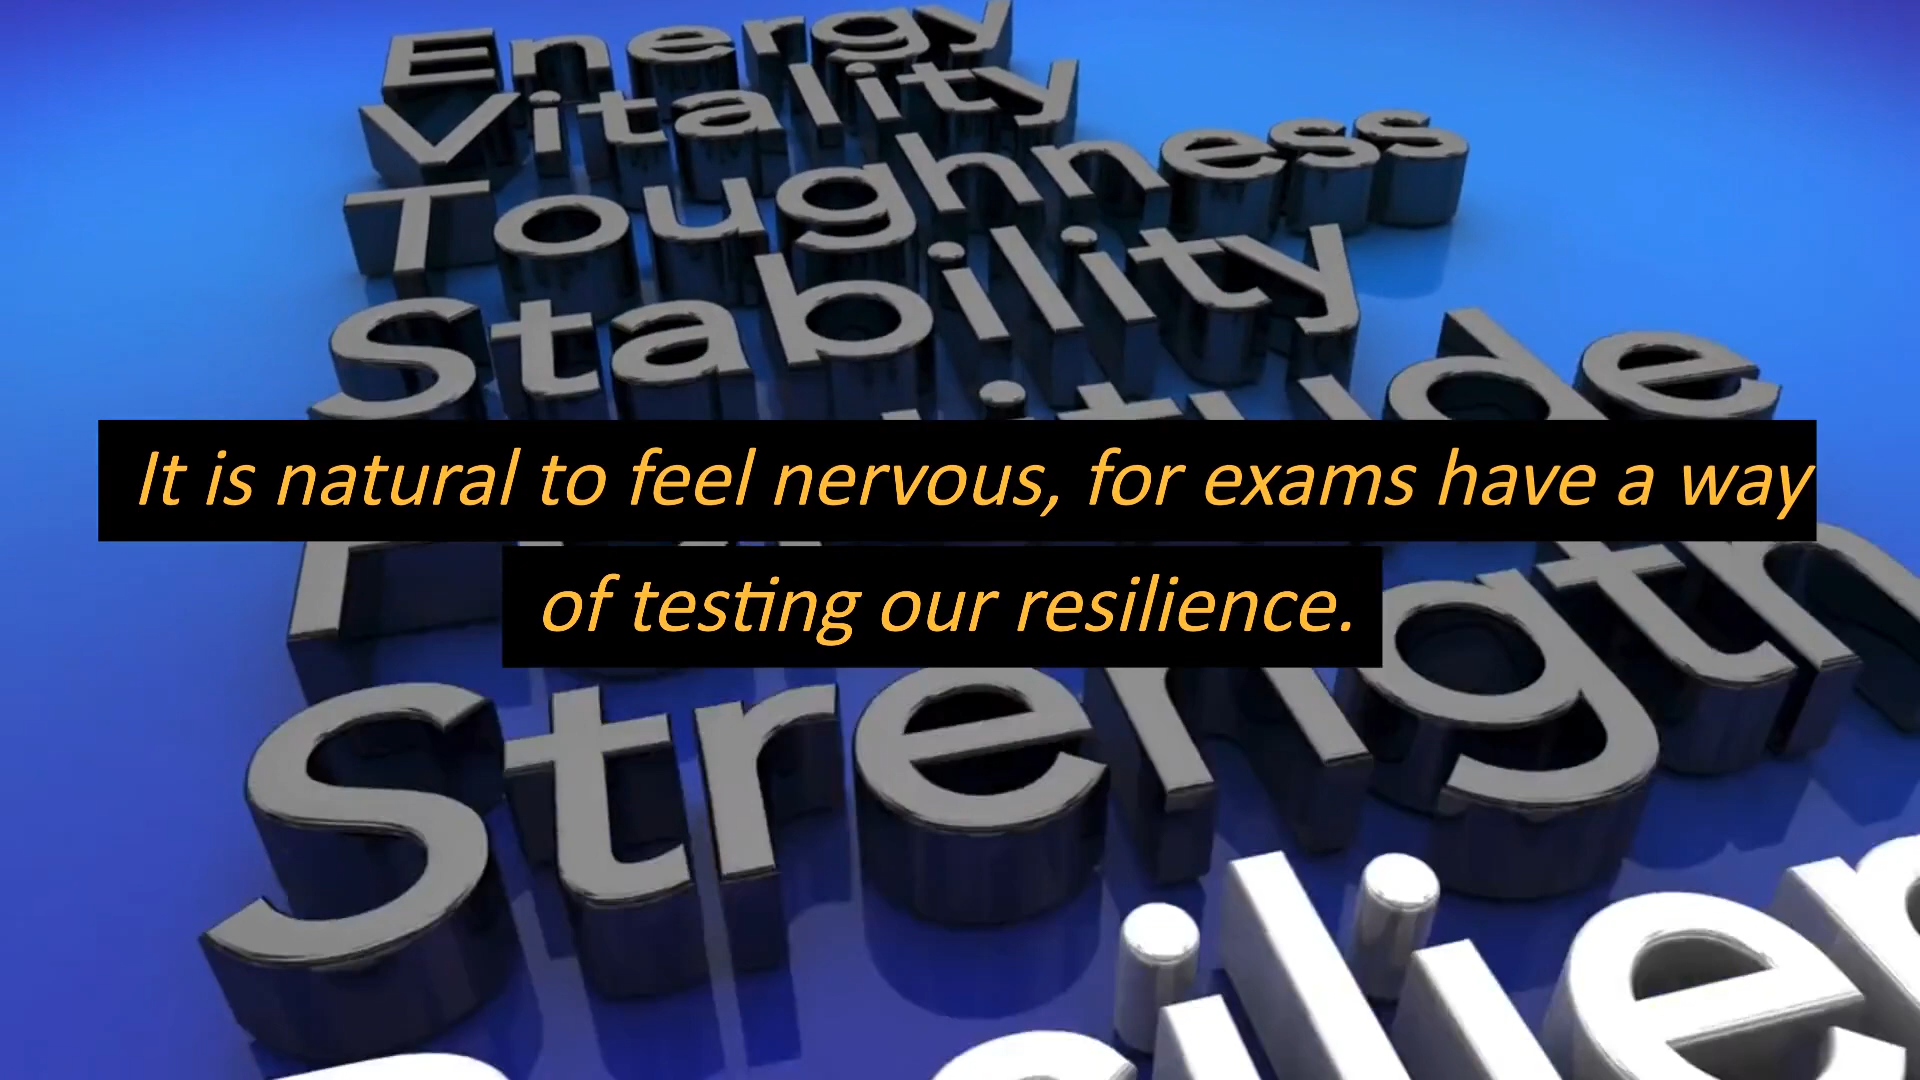 Energy
Vitality
Toughness
Stability
It is natural to feel nervous, for exams have a way
of testing our resilience.
Strength